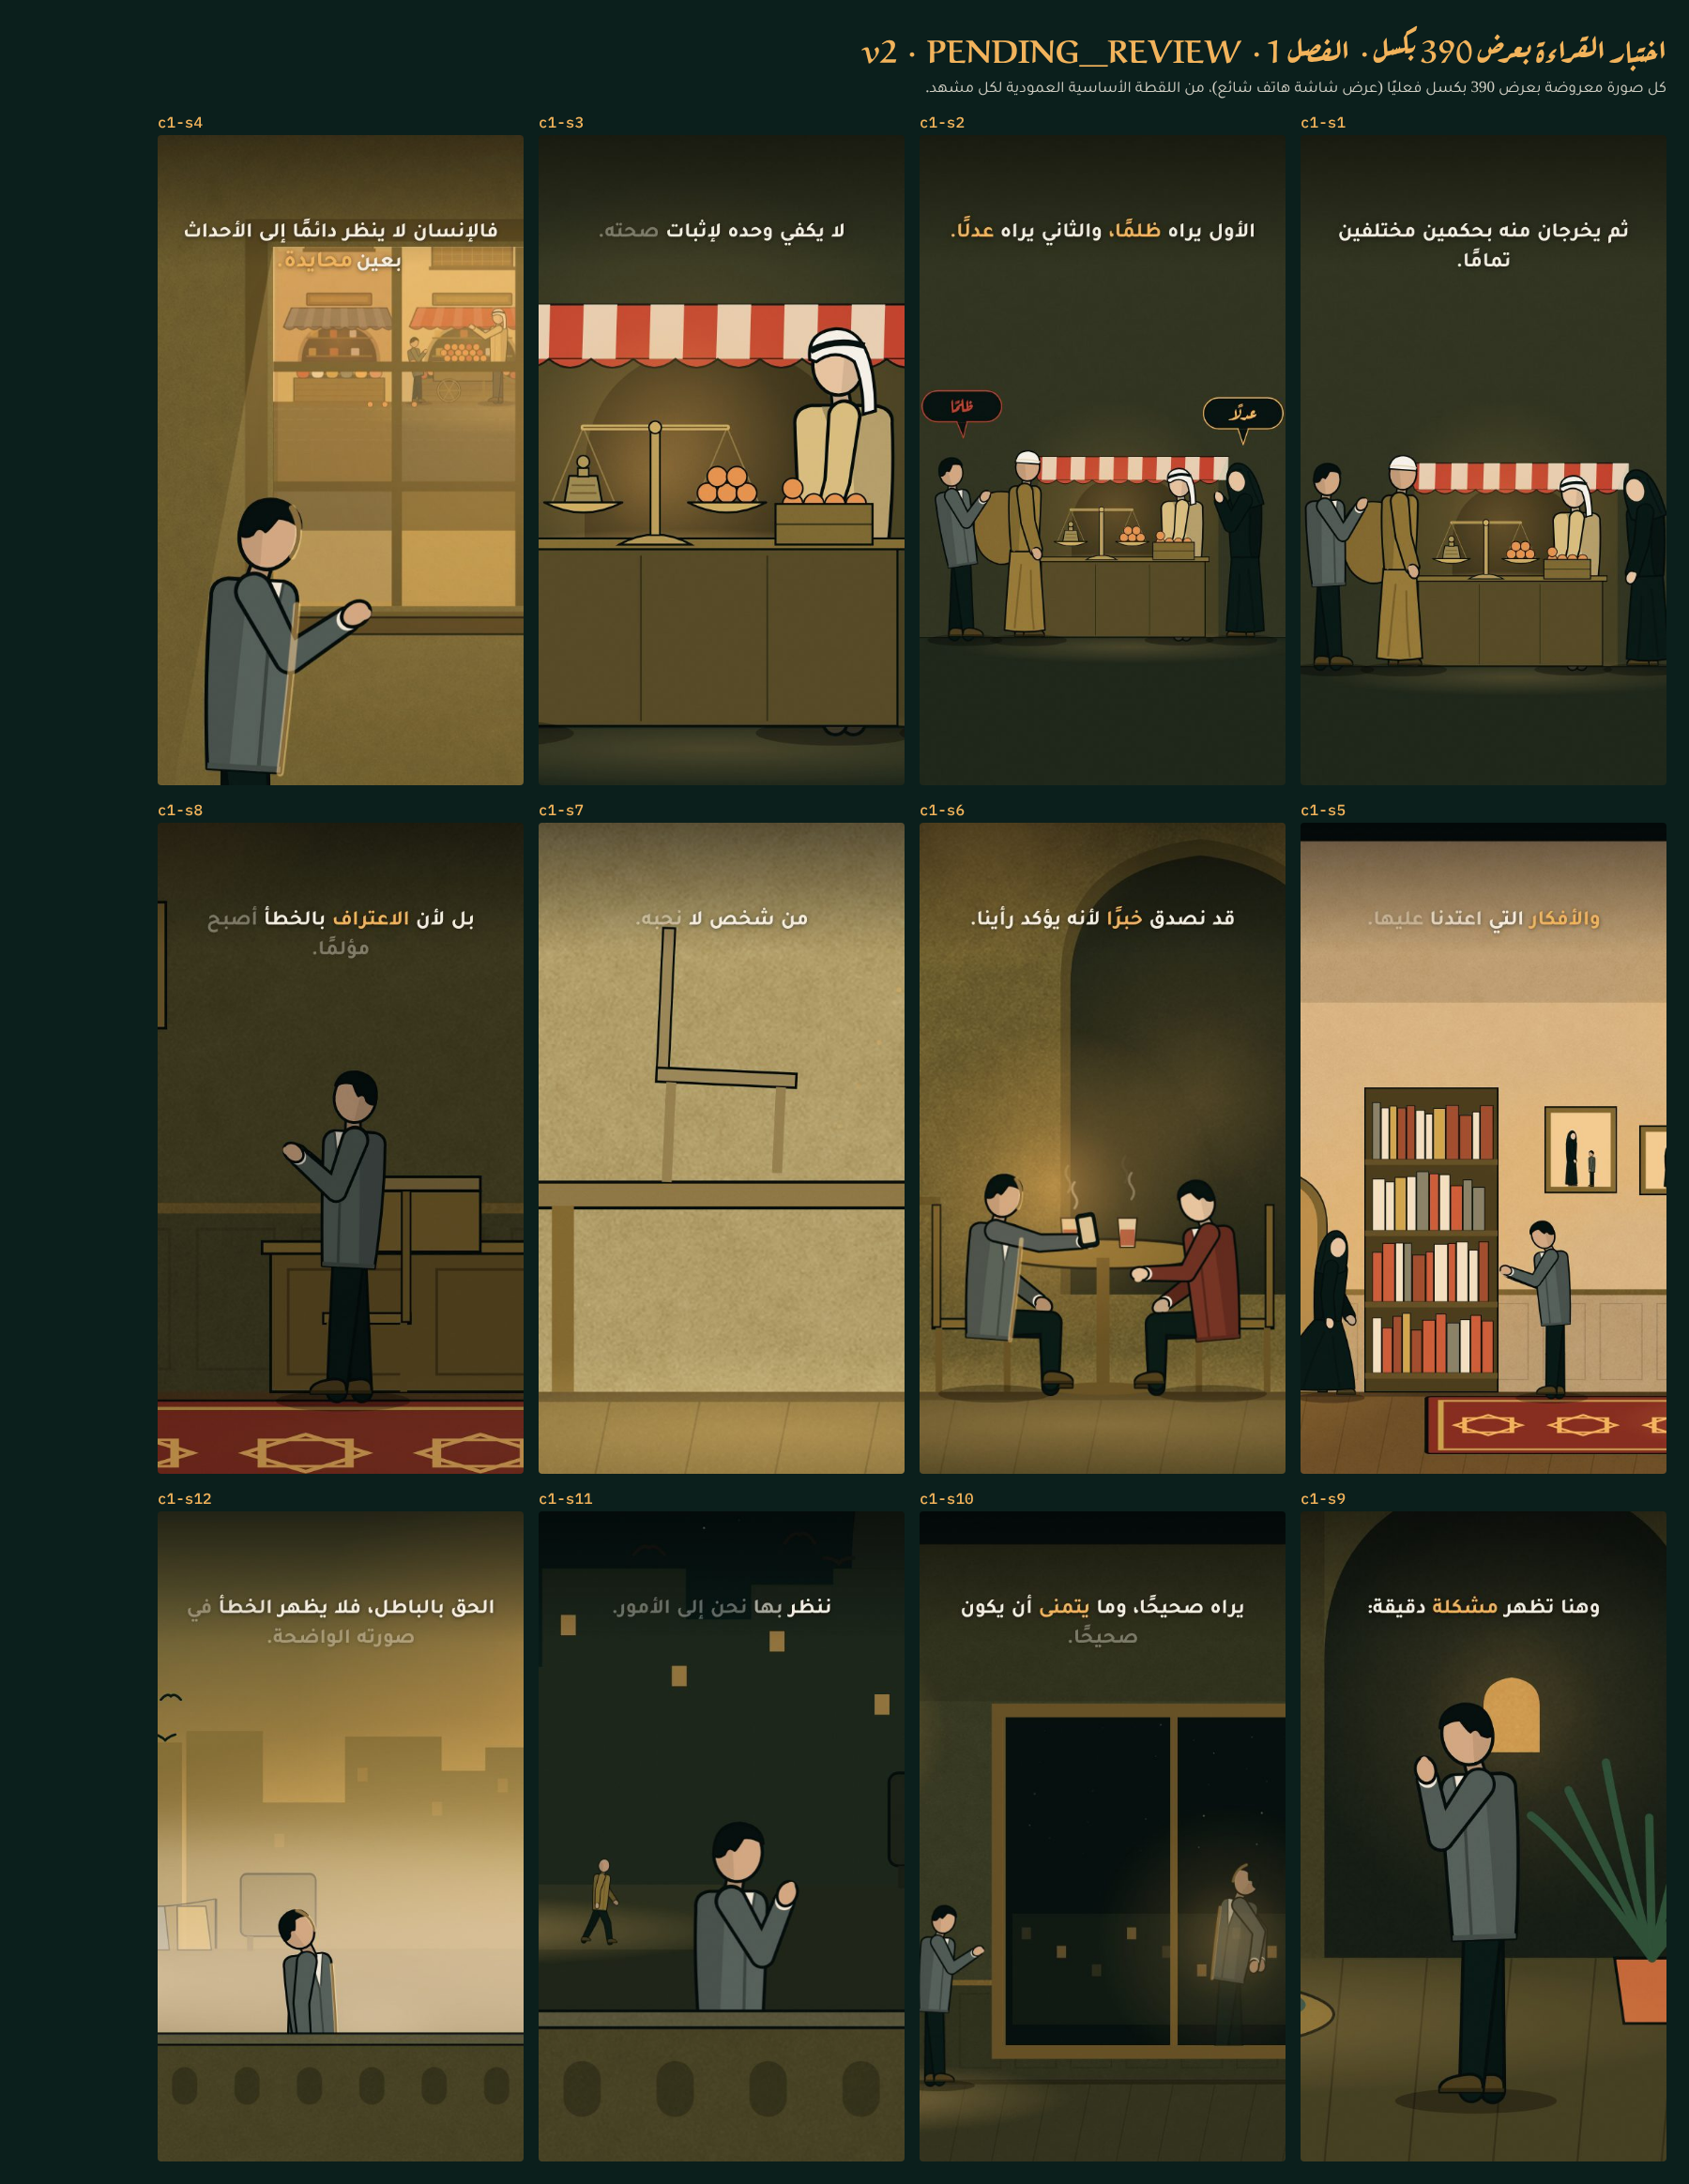 اختبار القراءة بعرض 390 بكسل · الفصل 1 · v2 · PENDING_REVIEW
كل صورة معروضة بعرض 390 بكسل فعليًا (عرض شاشة هاتف شائع)، من اللقطة الأساسية العمودية لكل مشهد.
c1-s1
ثم يخرجان منه بحكمين مختلفين
تمامًا.
c1-s2
الأول يراه ظلمًا، والثاني يراه عدلًا.
عدلًا
ظلمًا
c1-s3
لا يكفي وحده لإثبات صحته.
c1-s4
فالإنسان لا ينظر دائمًا إلى الأحداث
بعين محايدة.
c1-s5
والأفكار التي اعتدنا عليها.
c1-s6
قد نصدق خبرًا لأنه يؤكد رأينا.
c1-s7
من شخص لا نحبه.
c1-s8
بل لأن الاعتراف بالخطأ أصبح
مؤلمًا.
c1-s9
وهنا تظهر مشكلة دقيقة:
c1-s10
يراه صحيحًا، وما يتمنى أن يكون
صحيحًا.
c1-s11
ننظر بها نحن إلى الأمور.
c1-s12
الحق بالباطل، فلا يظهر الخطأ في
صورته الواضحة.